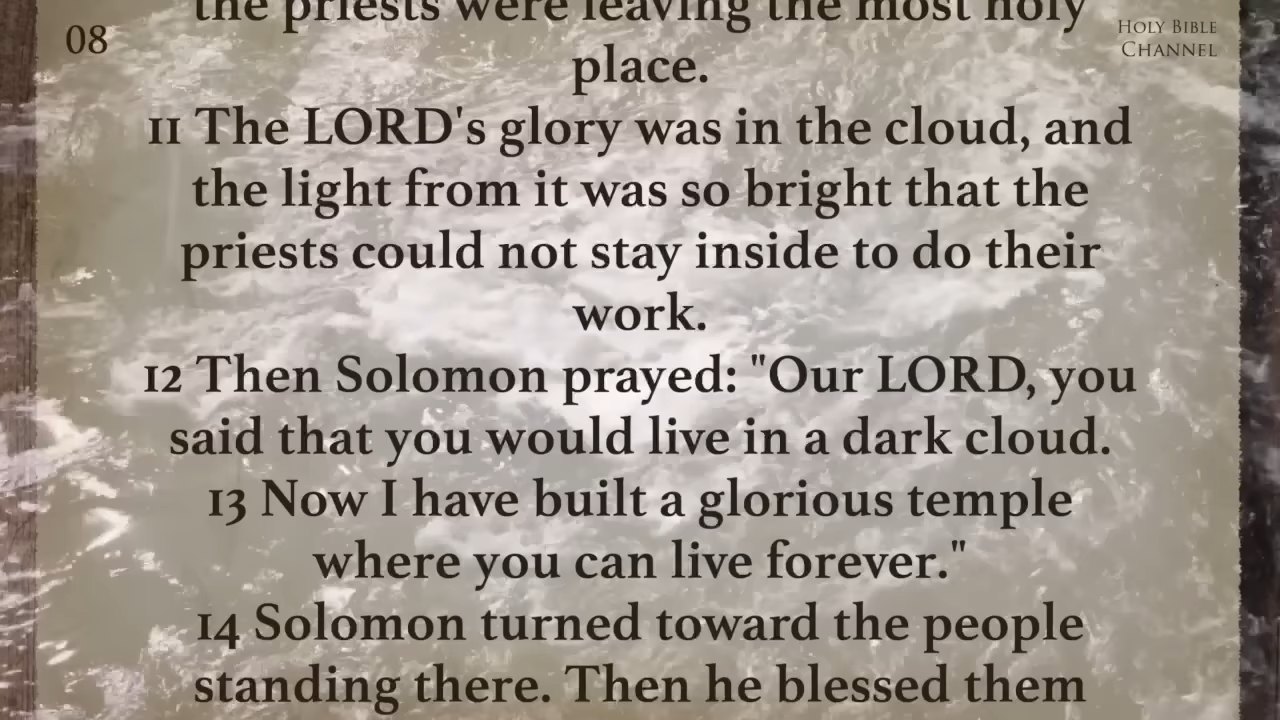 08
HOLY BIBLE
CHANNEL
the priests were leaving the most holy
place.
11 The LORD's glory was in the cloud, and
the light from it was so bright that the
priests could not stay inside to do their
work.
12 Then Solomon prayed: "Our LORD, you
said that you would live in a dark cloud.
13 Now I have built a glorious temple
where you can live forever."
14 Solomon turned toward the people
standing there. Then he blessed them